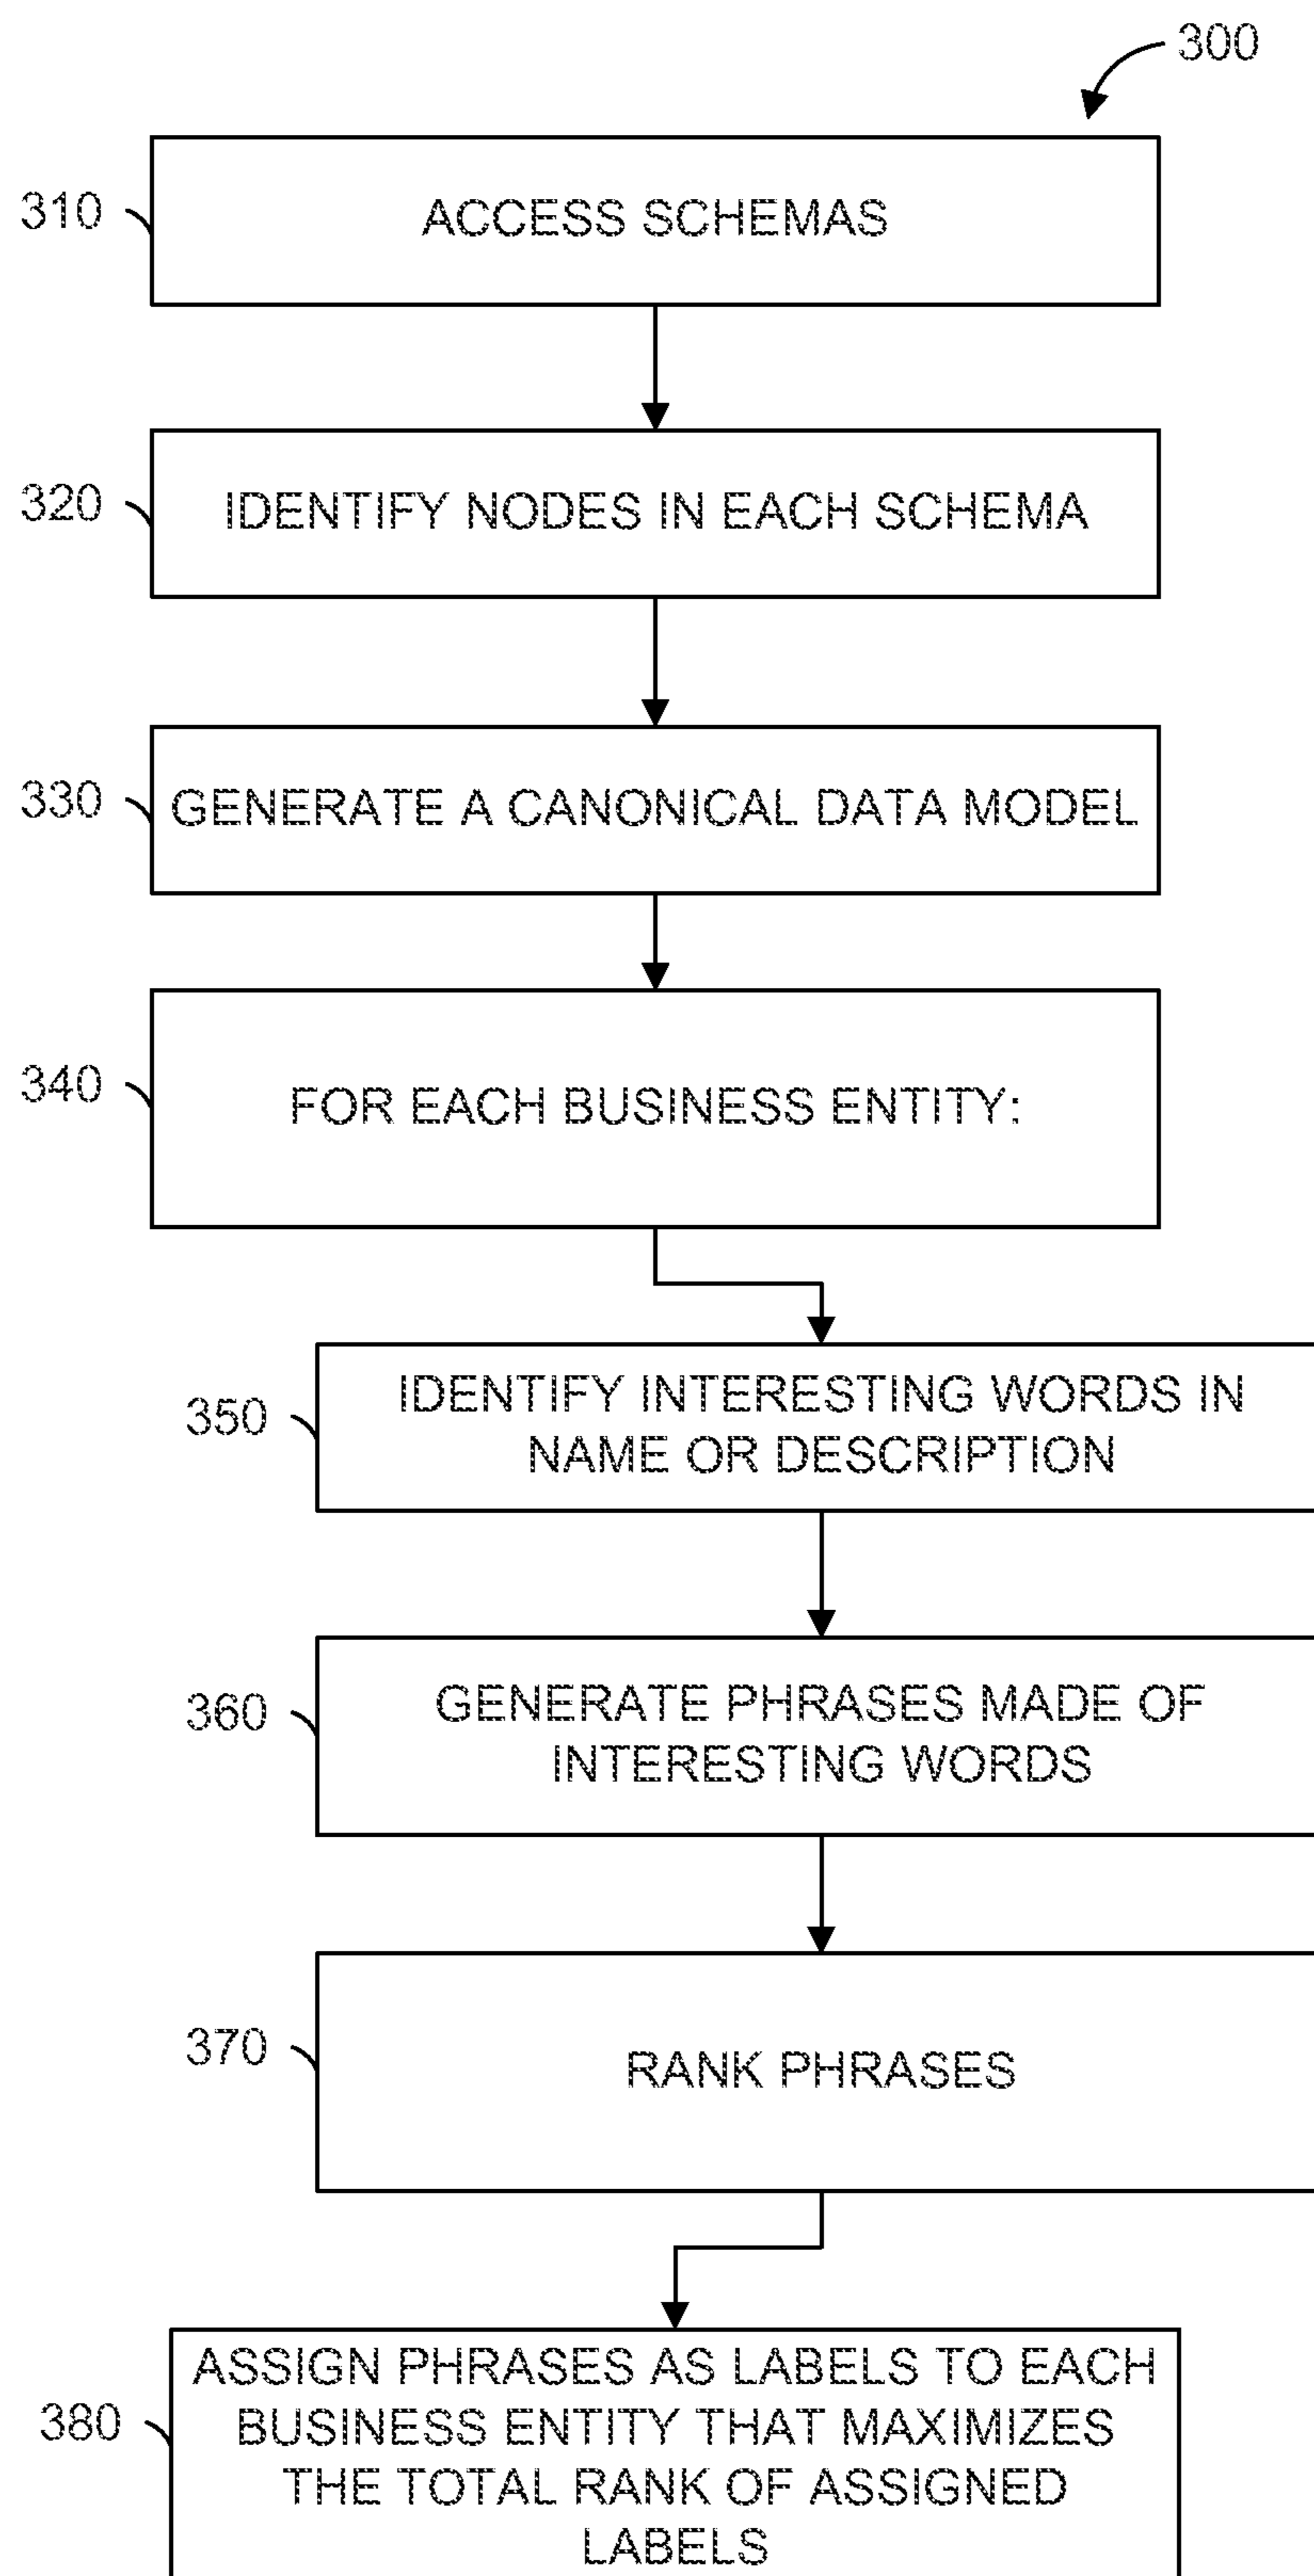 300
310
ACCESS SCHEMAS
320
IDENTIFY NODES IN EACH SCHEMA
330
GENERATE A CANONICAL DATA MODEL
340
FOR EACH BUSINESS ENTITY:
350
IDENTIFY INTERESTING WORDS IN
NAME OR DESCRIPTION
360
GENERATE PHRASES MADE OF
INTERESTING WORDS
370
RANK PHRASES
380
ASSIGN PHRASES AS LABELS TO EACH
BUSINESS ENTITY THAT MAXIMIZES
THE TOTAL RANK OF ASSIGNED
LABELS